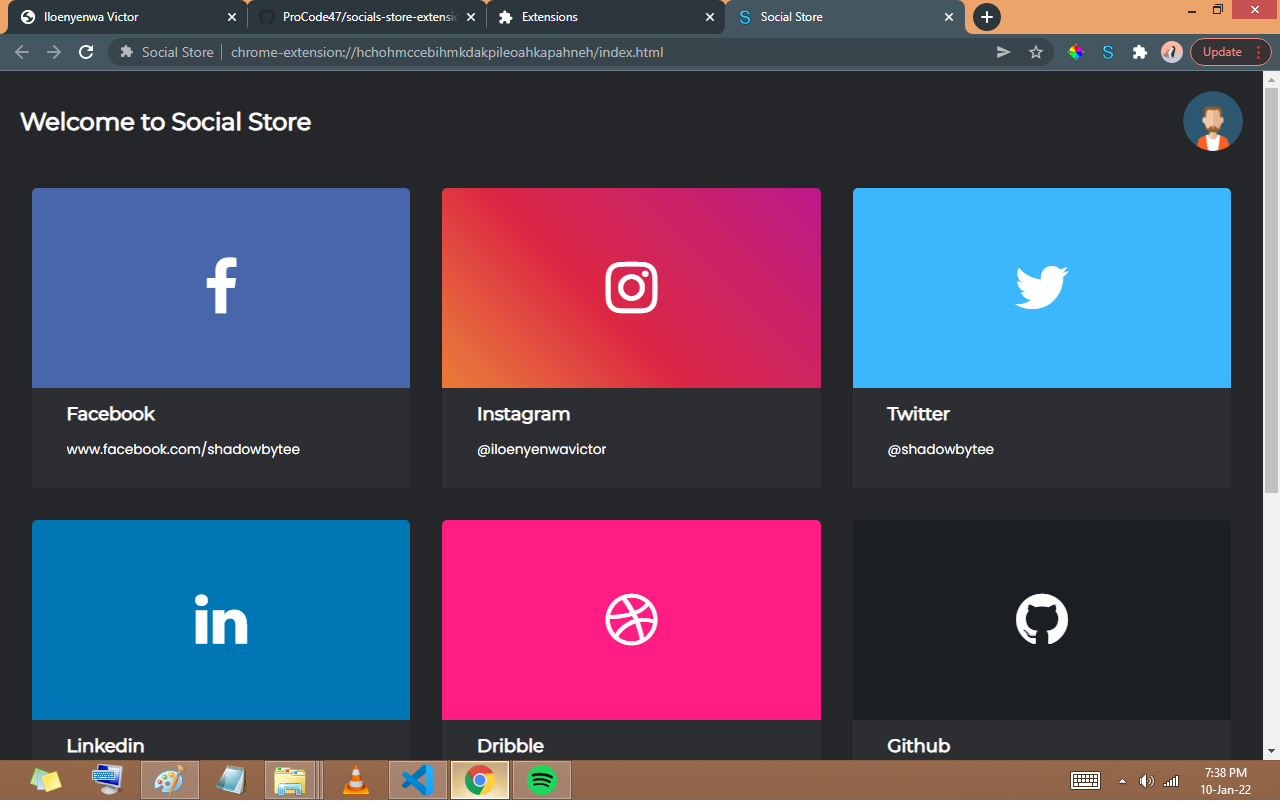 Iloenyenwa Victor
ProCode47/socials-store-extensio
Extensions
Social Store
Social Store | chrome-extension://hchohmccebihmkdakpileoahkapahneh/index.html
Update
Welcome to Social Store
Facebook
www.facebook.com/shadowbytee
Instagram
@iloenyenwavictor
Twitter
@shadowbytee
Linkedin
Dribble
Github
7:38 PM
10-Jan-22